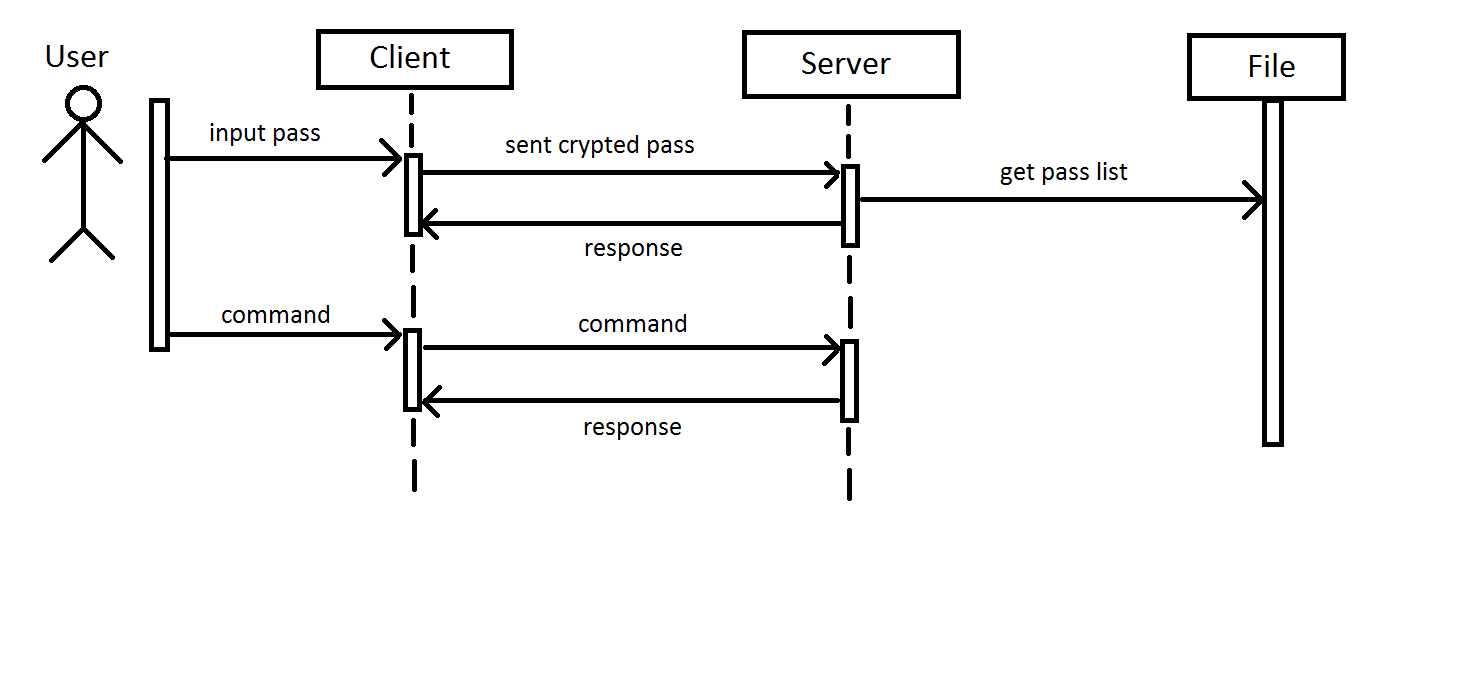 User
Client
Server
File
input pass
sent crypted pass
get pass list
response
command
command
response